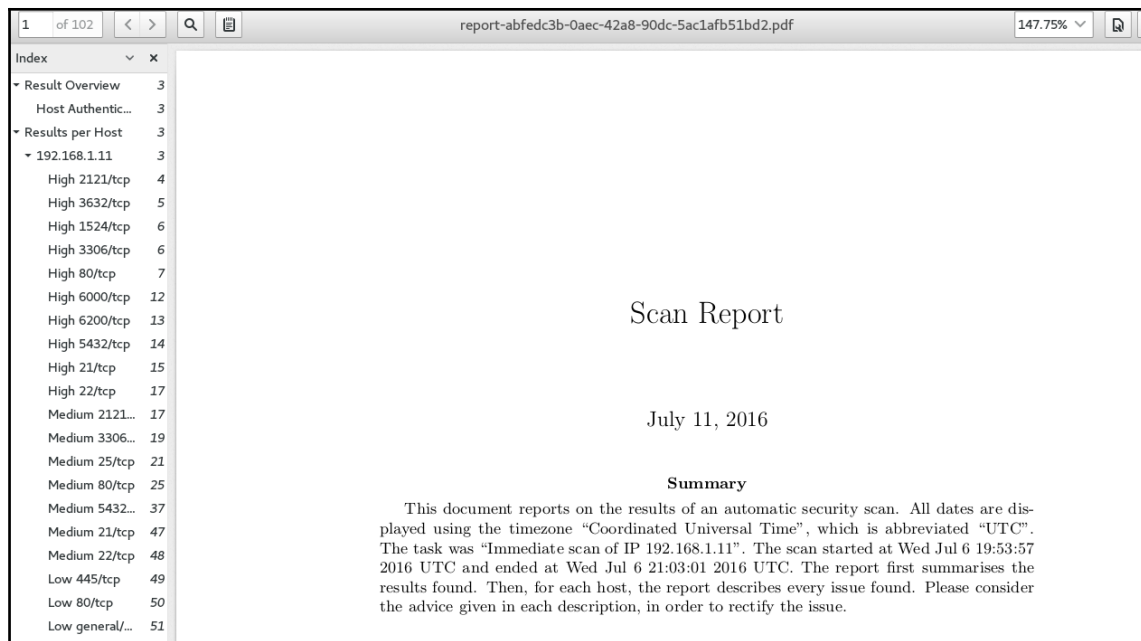 1 of 102 report-abfedc3b-0aec-42a8-90dc-5ac1afb51bd2.pdf 147.75%
Index
Result Overview 3
Host Authentic... 3
Results per Host 3
192.168.1.11 3
High 2121/tcp 4
High 3632/tcp 5
High 1524/tcp 6
High 3306/tcp 6
High 80/tcp 7
High 6000/tcp 12
High 6200/tcp 13
High 5432/tcp 14
High 21/tcp 15
High 22/tcp 17
Medium 2121... 17
Medium 3306... 19
Medium 25/tcp 21
Medium 80/tcp 25
Medium 5432... 37
Medium 21/tcp 47
Medium 22/tcp 48
Low 445/tcp 49
Low 80/tcp 50
Low general/... 51
Scan Report
July 11, 2016
Summary
This document reports on the results of an automatic security scan. All dates are dis-
played using the timezone “Coordinated Universal Time”, which is abbreviated “UTC”.
The task was “Immediate scan of IP 192.168.1.11”. The scan started at Wed Jul 6 19:53:57
2016 UTC and ended at Wed Jul 6 21:03:01 2016 UTC. The report first summarises the
results found. Then, for each host, the report describes every issue found. Please consider
the advice given in each description, in order to rectify the issue.